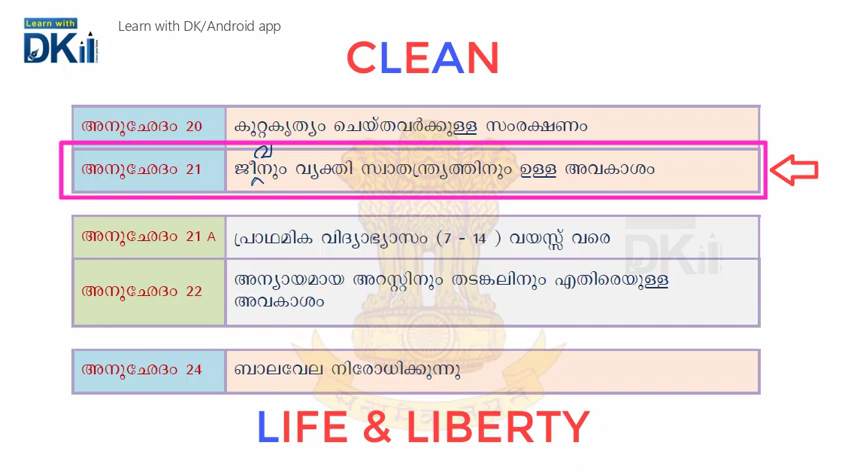 Learn with
DK
Learn with DK/Android app
CLEAN
അനുഛേദം 20 കുറ്റകൃത്യം ചെയ്തവർക്കുള്ള സംരക്ഷണം
വ
അനുഛേദം 21 ജീനും വ്യക്തി സ്വാതന്ത്ര്യത്തിനും ഉള്ള അവകാശം
അനുഛേദം 21 A പ്രാഥമിക വിദ്യാഭ്യാസം (7 - 14 ) വയസ്സ് വരെ
അനുഛേദം 22 അന്യായമായ അറസ്റ്റിനും തടങ്കലിനും എതിരെയുള്ള
അവകാശം
അനുഛേദം 24 ബാലവേല നിരോധിക്കുന്നു
LIFE & LIBERTY